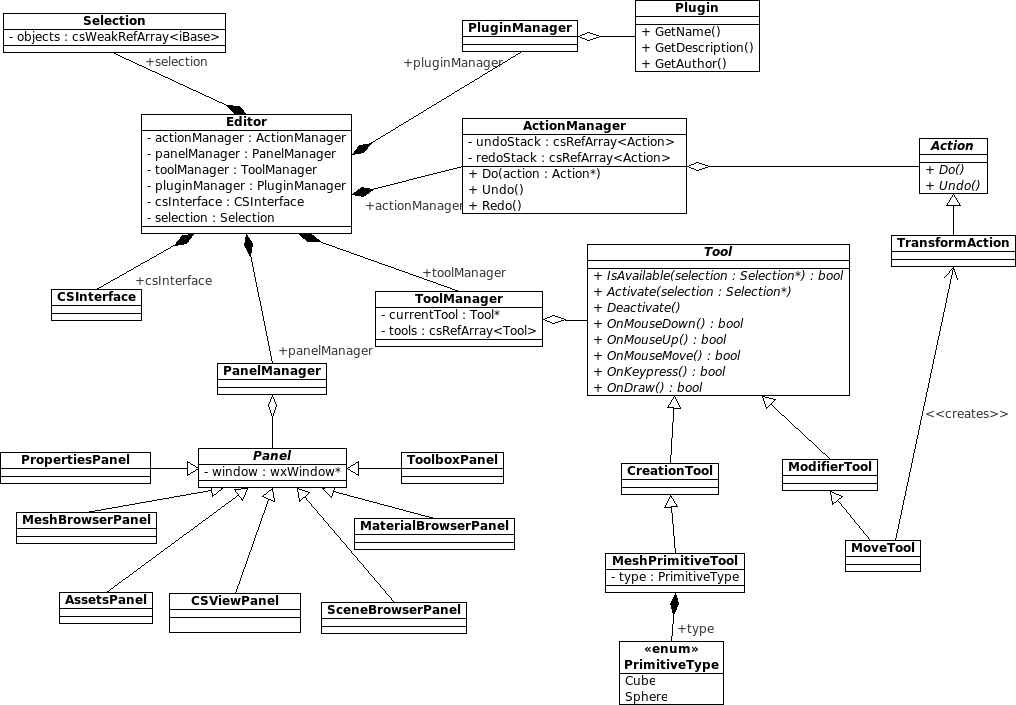 Selection
- objects : csWeakRefArray<iBase>
+selection
PluginManager
+pluginManager
Plugin
+ GetName()
+ GetDescription()
+ GetAuthor()
Editor
- actionManager : ActionManager
- panelManager : PanelManager
- toolManager : ToolManager
- pluginManager : PluginManager
- csInterface : CSInterface
- selection : Selection
ActionManager
- undoStack : csRefArray<Action>
- redoStack : csRefArray<Action>
+ Do(action : Action*)
+ Undo()
+ Redo()
+actionManager
Action
+ Do()
+ Undo()
TransformAction
+csInterface
CSInterface
+toolManager
ToolManager
- currentTool : Tool*
- tools : csRefArray<Tool>
Tool
+ IsAvailable(selection : Selection*) : bool
+ Activate(selection : Selection*)
+ Deactivate()
+ OnMouseDown() : bool
+ OnMouseUp() : bool
+ OnMouseMove() : bool
+ OnKeypress() : bool
+ OnDraw() : bool
+panelManager
PanelManager
<<creates>>
PropertiesPanel
Panel
- window : wxWindow*
ToolboxPanel
CreationTool
ModifierTool
MeshBrowserPanel
MaterialBrowserPanel
MoveTool
MeshPrimitiveTool
- type : PrimitiveType
AssetsPanel
CSViewPanel
SceneBrowserPanel
+type
«enum»
PrimitiveType
Cube
Sphere